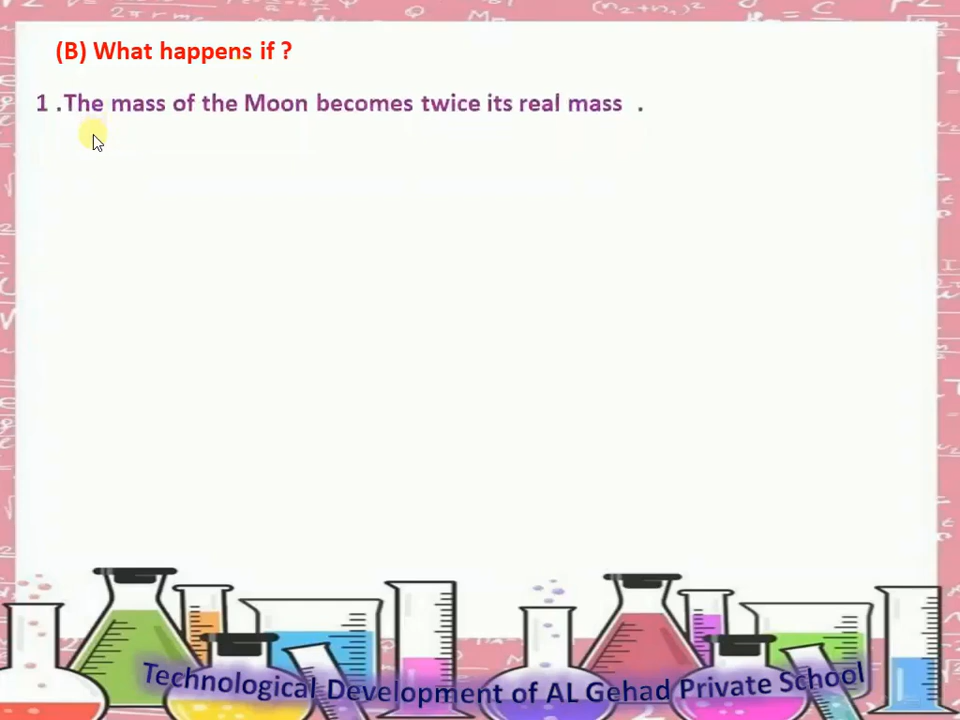 (B) What happens if ?
1 .The mass of the Moon becomes twice its real mass .
Technological Development of AL Gehad Private School